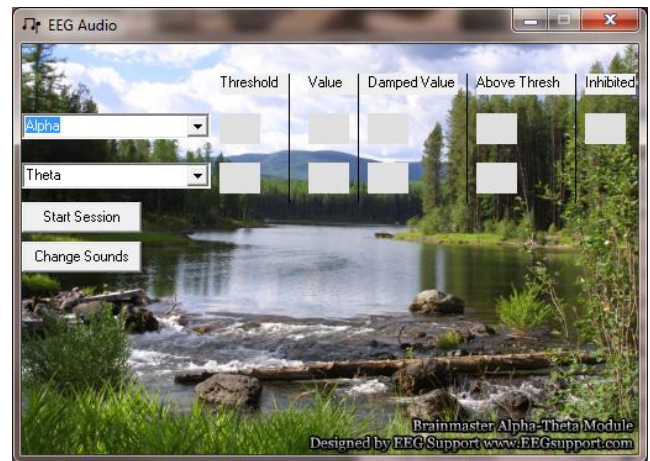 EEG Audio
Threshold Value Damped Value Above Thresh Inhibited
Alpha
Theta
Start Session
Change Sounds
Brainmaster Alpha-Theta Module
Designed by EEG Support www.EEGsupport.com